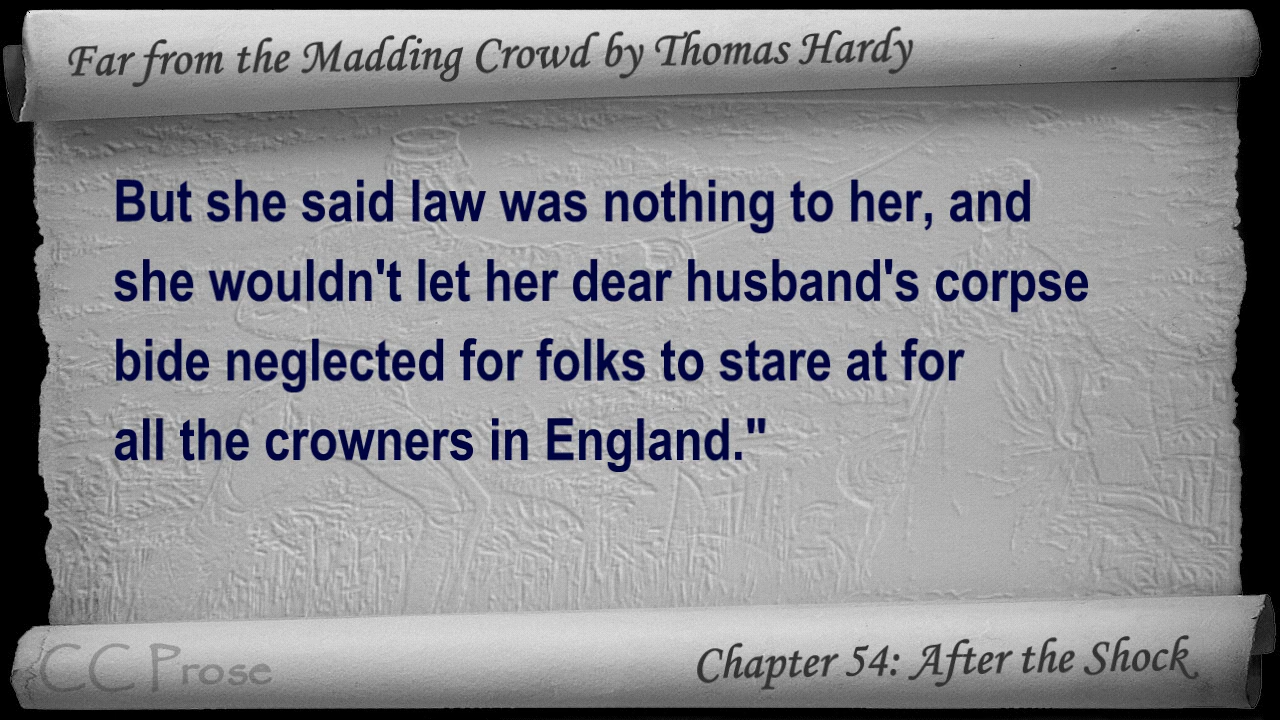 Far from the Madding Crowd by Thomas Hardy
But she said law was nothing to her, and
she wouldn't let her dear husband's corpse
bide neglected for folks to stare at for
all the crowners in England."
CC Prose
Chapter 54: After the Shock